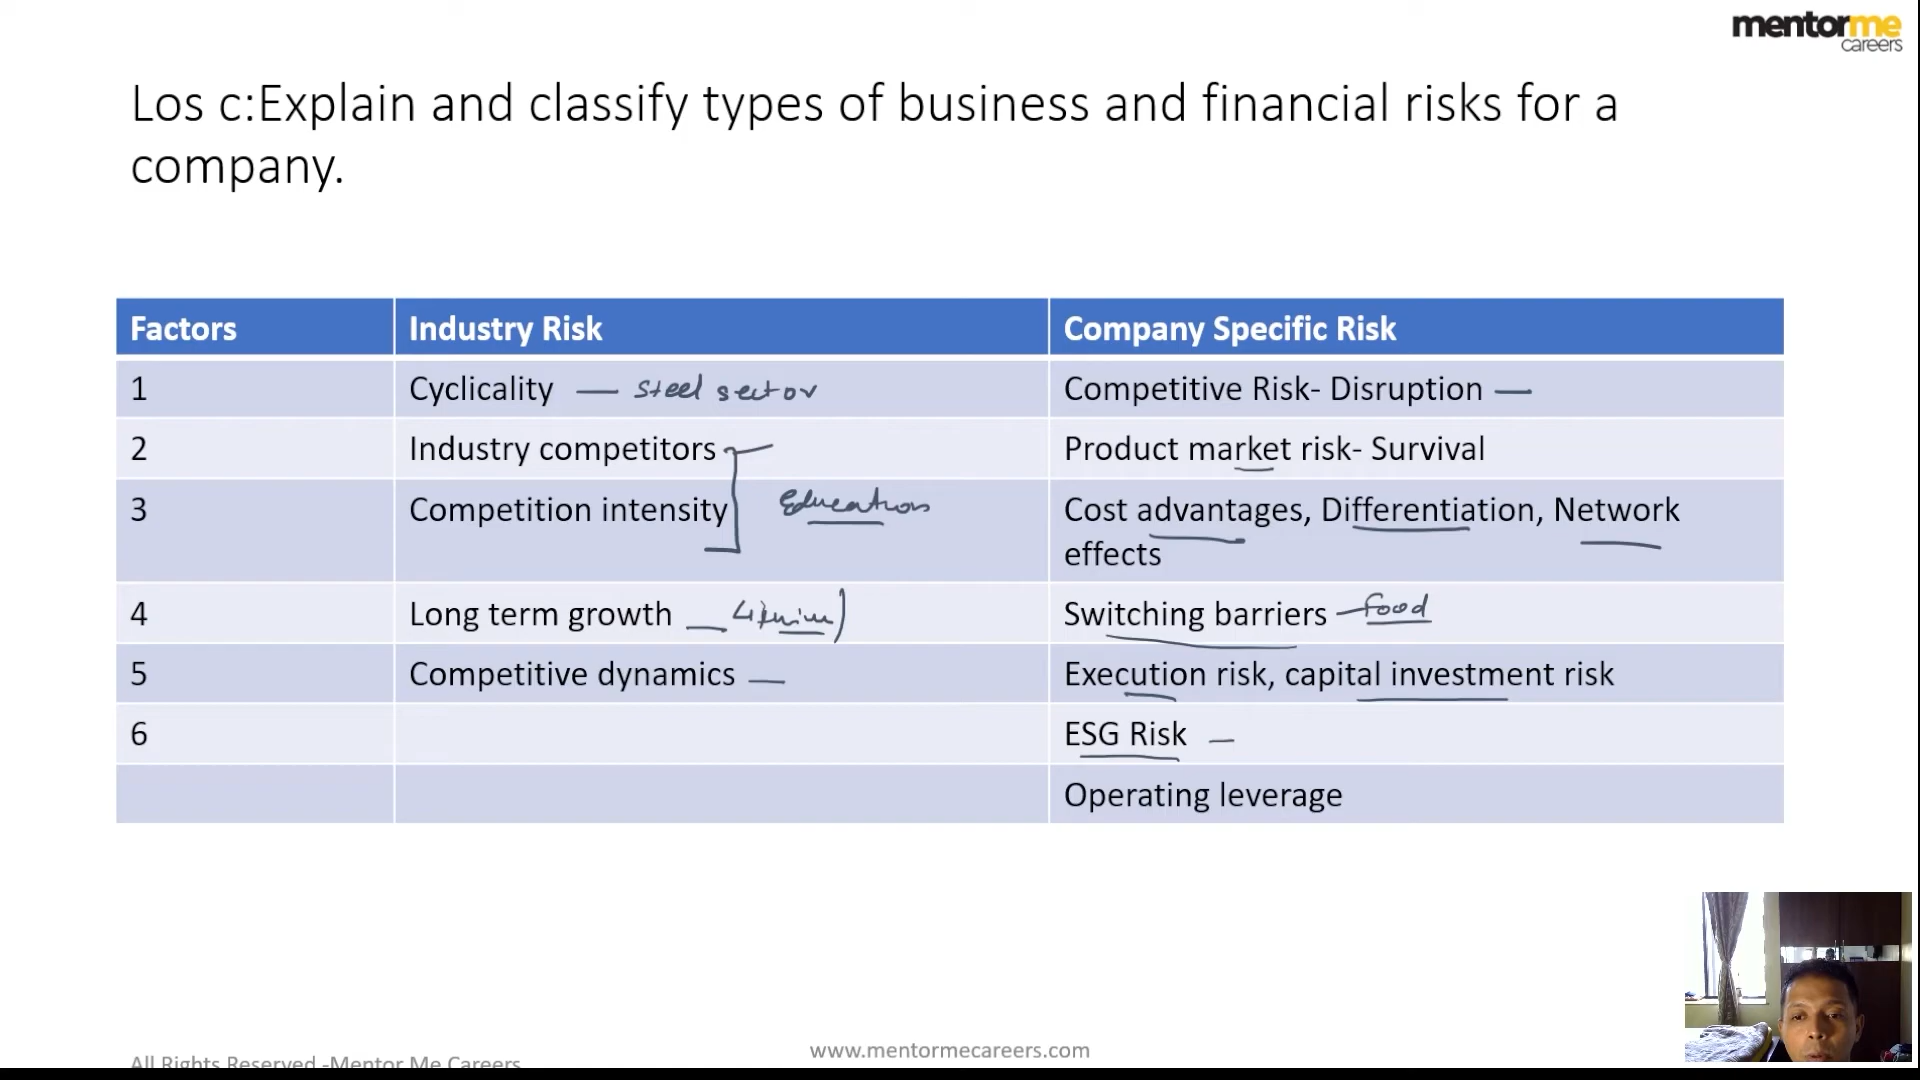 mentorme
careers
Los c:Explain and classify types of business and financial risks for a
company.
Factors Industry Risk Company Specific Risk
1 Cyclicality — steel sector Competitive Risk- Disruption —
2 Industry competitors Product market risk- Survival
3 Competition intensity Education Cost advantages, Differentiation, Network
effects
4 Long term growth Switching barriers - food
5 Competitive dynamics — Execution risk, capital investment risk
6 ESG Risk —
Operating leverage
www.mentormecareers.com
All Rights Reserved -Mentor Me Careers